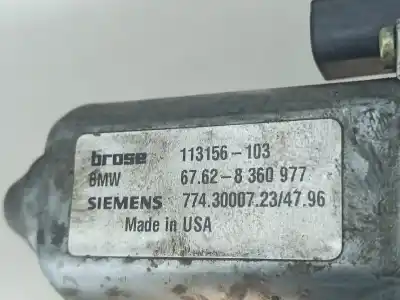 brose 113156-103
BMW 67.62-8 360 977
SIEMENS 774.30007.23/47.96
Made in USA